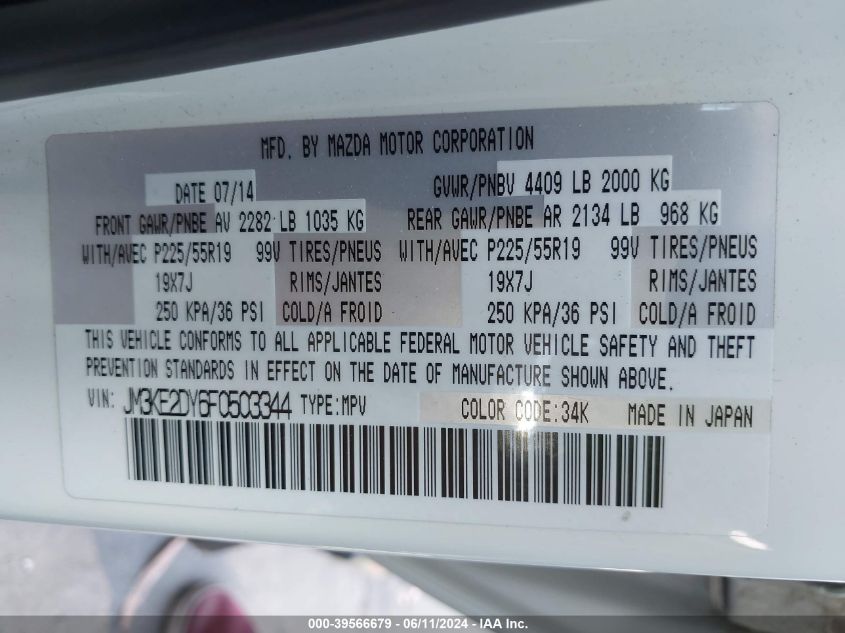 MFD. BY MAZDA MOTOR CORPORATION
DATE 07/14 GVWR/PNBV 4409 LB 2000 KG
FRONT GAWR/PNBE AV 2282 LB 1035 KG REAR GAWR/PNBE AR 2134 LB 968 KG
WITH/AVEC P225/55R19 99V TIRES/PNEUS WITH/AVEC P225/55R19 99V TIRES/PNEUS
19X7J RIMS/JANTES 19X7J RIMS/JANTES
250 KPA/36 PSI COLD/A FROID 250 KPA/36 PSI COLD/A FROID
THIS VEHICLE CONFORMS TO ALL APPLICABLE FEDERAL MOTOR VEHICLE SAFETY AND THEFT
PREVENTION STANDARDS IN EFFECT ON THE DATE OF MANUFACTURE SHOWN ABOVE.
VIN: JM3KE2DY6F0503344 TYPE:MPV COLOR CODE:34K MADE IN JAPAN
000-39566679 - 06/11/2024 - IAA Inc.